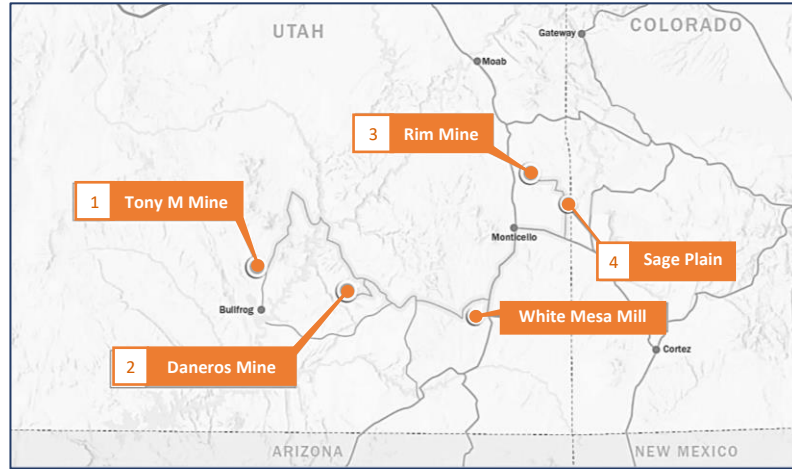 UTAH
COLORADO
Gateway
Moab
3 Rim Mine
1 Tony M Mine
Monticello
4 Sage Plain
Bullfrog
White Mesa Mill
2 Daneros Mine
Cortez
ARIZONA
NEW MEXICO